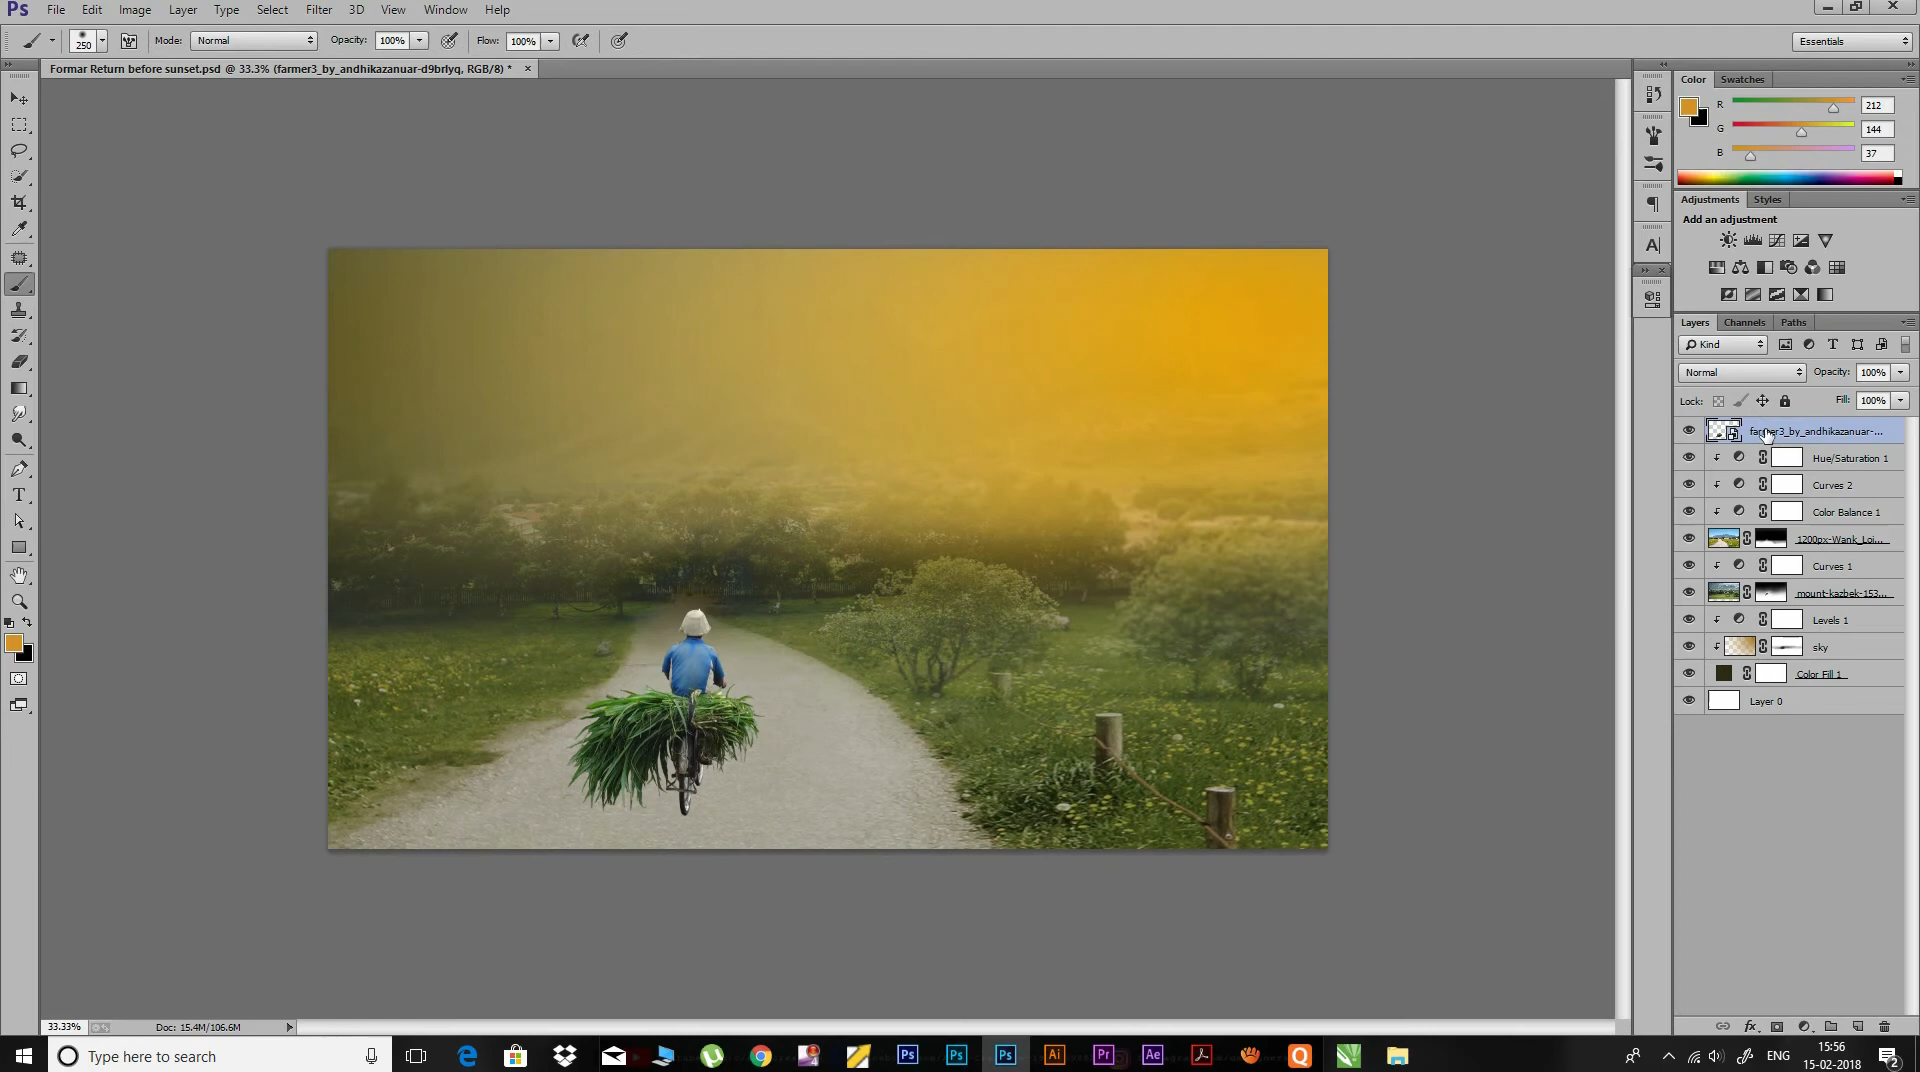 Ps File Edit Image Layer Type Select Filter 3D View Window Help
250 Mode: Normal Opacity: 100% Flow: 100% Essentials
Formar Return before sunset.psd @ 33.3% (farmer3_by_andhikazanuar-d9brlyq, RGB/8) * ×
Color Swatches
R 212
G 144
B 37
Adjustments Styles
Add an adjustment
Layers Channels Paths
Kind
Normal Opacity: 100%
Lock: Fill: 100%
farmer3_by_andhikazanuar-...
Hue/Saturation 1
Curves 2
Color Balance 1
1200px-Wank_Loi...
Curves 1
mount-kazbek-153...
Levels 1
sky
Color Fill 1
Layer 0
33.33% Doc: 15.4M/106.6M
Type here to search
ENG
15:56
15-02-2018
2